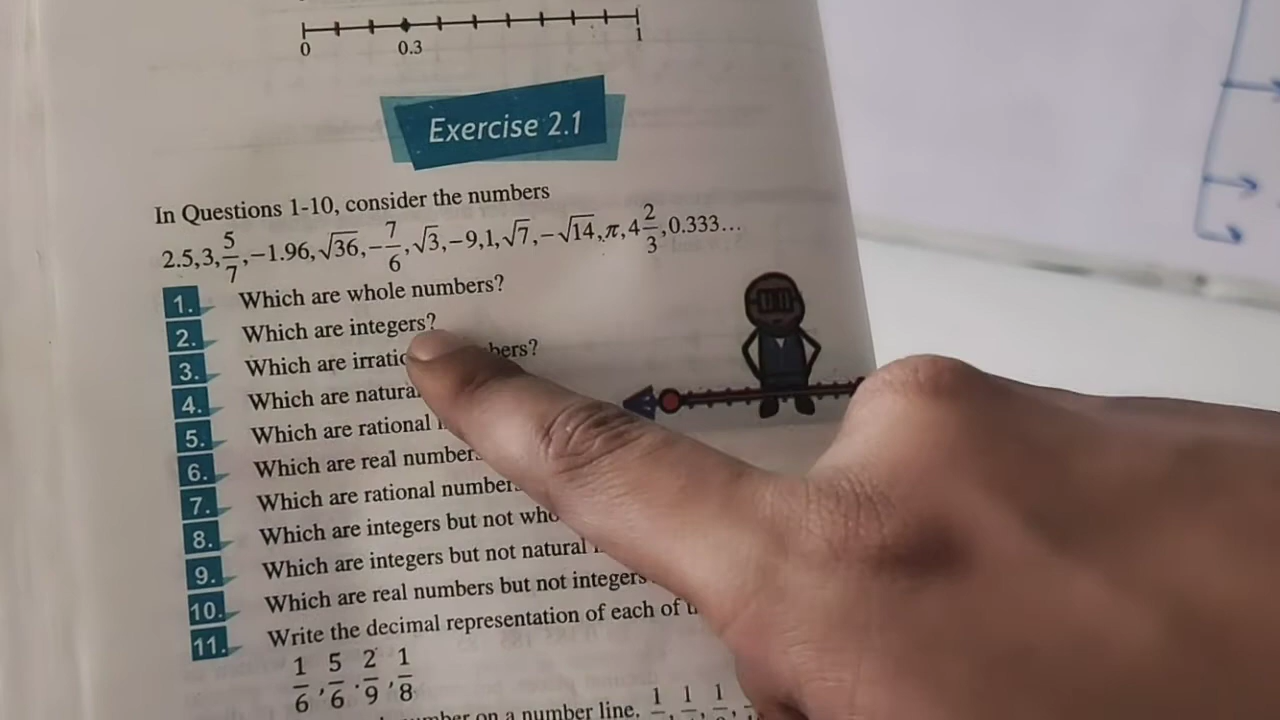 0 0.3 1
Exercise 2.1
In Questions 1-10, consider the numbers
2.5, 3, 5/7, -1.96, √36, -7/6, √3, -9, 1, √7, -√14, π, 4 2/3, 0.333...
1. Which are whole numbers?
2. Which are integers?
3. Which are
4. Which are
5. Which are rational
6. Which are real
7. Which are rational
8. Which are integers but not
9. Which are integers but not natural
10. Which are real numbers but not integers
11. Write the decimal representation of each of
1/6, 5/6, 2/9, 1/8
on a number line. 1